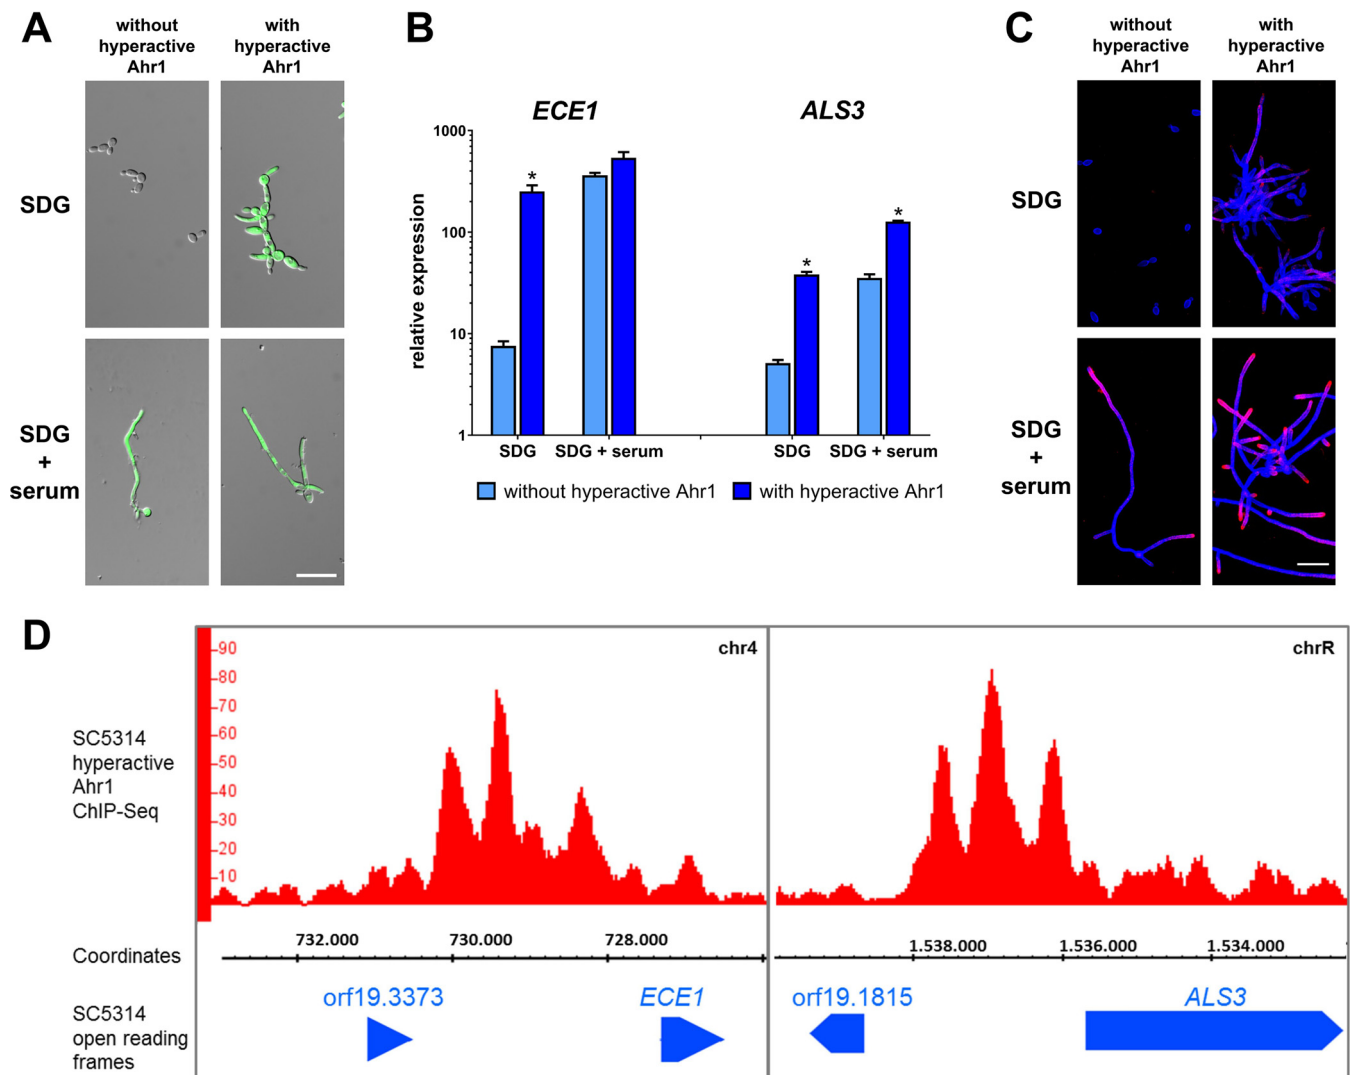 A
without
hyperactive
Ahr1
with
hyperactive
Ahr1
SDG
SDG
+
serum
B
ECE1
ALS3
relative expression
1000
100
10
1
*
*
*
SDG
SDG + serum
SDG
SDG + serum
without hyperactive Ahr1
with hyperactive Ahr1
C
without
hyperactive
Ahr1
with
hyperactive
Ahr1
SDG
SDG
+
serum
D
SC5314
hyperactive
Ahr1
ChIP-Seq
90
80
70
60
50
40
30
20
10
chr4
chrR
Coordinates
732.000
730.000
728.000
1.538.000
1.536.000
1.534.000
SC5314
open reading
frames
orf19.3373
ECE1
orf19.1815
ALS3